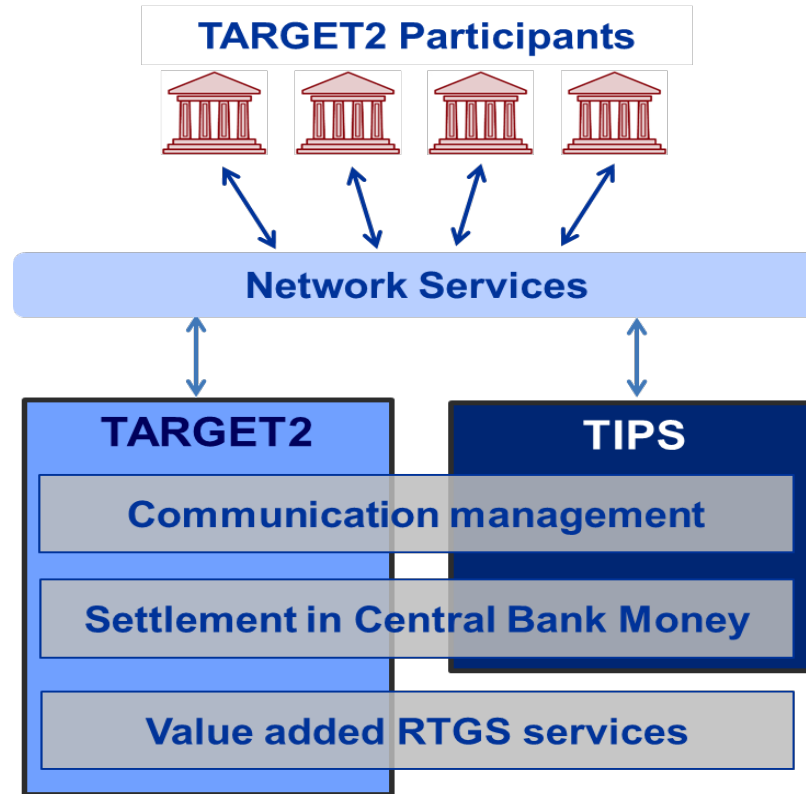 TARGET2 Participants
Network Services
TARGET2
TIPS
Communication management
Settlement in Central Bank Money
Value added RTGS services